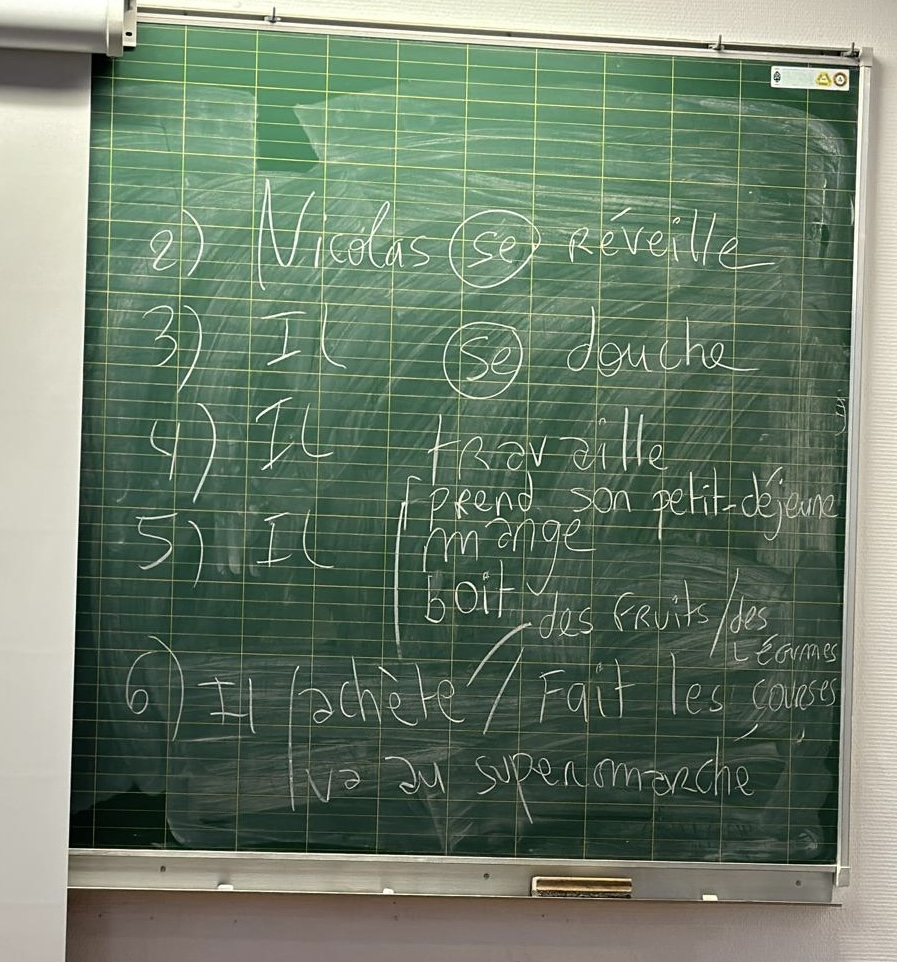 2) Nicolas se réveille
3) Il se douche
4) Il travaille
prend son petit-déjeune
5) Il mange
boit
des fruits / des
Légumes
6) Il achète / Fait les courses
va au supermarché